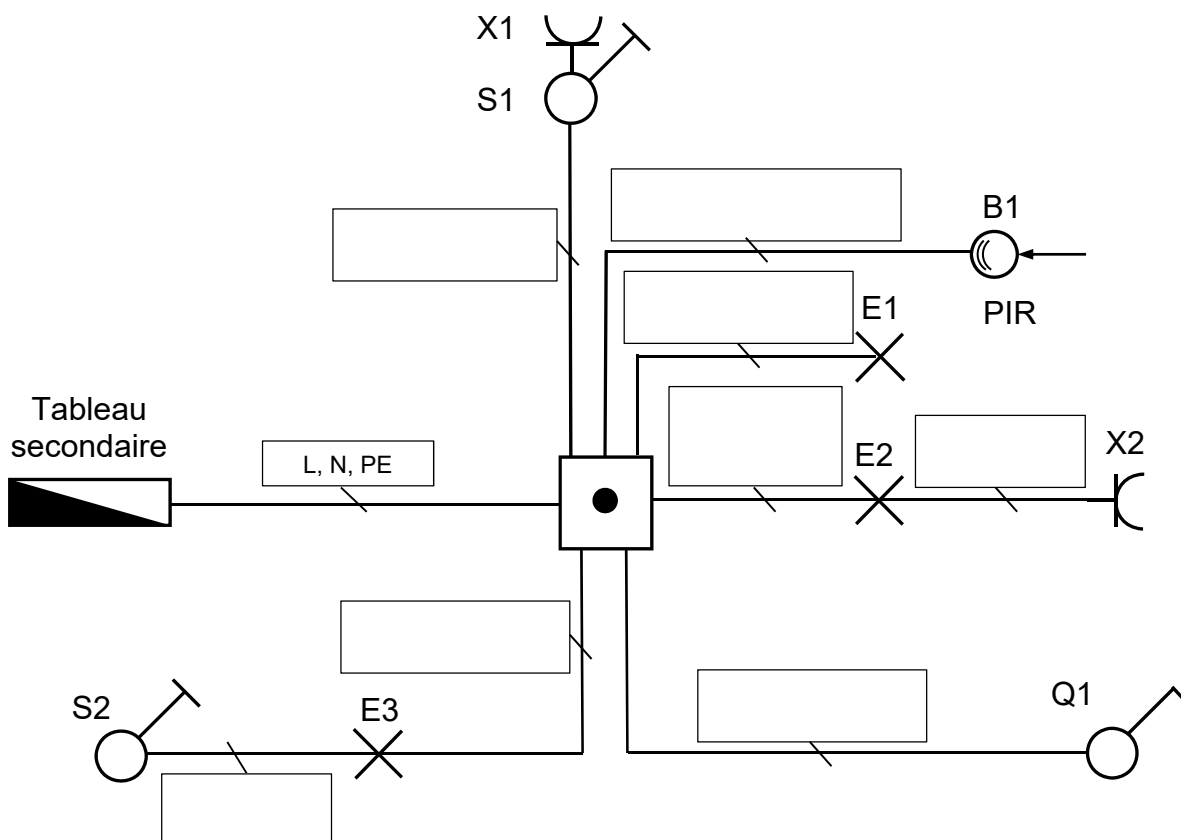 X1
S1
B1
PIR
E1
Tableau
secondaire
L, N, PE
E2
X2
S2
E3
Q1